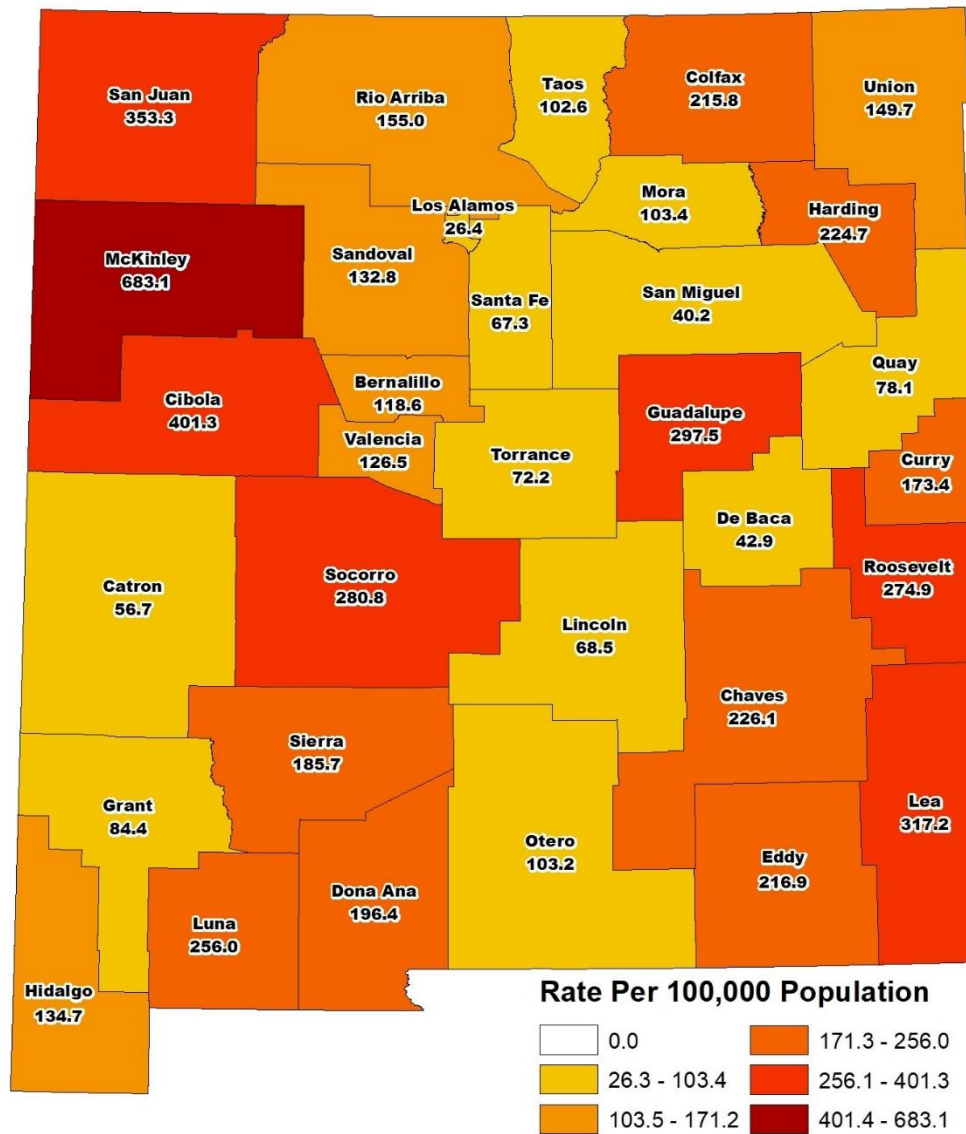 San Juan
353.3
Rio Arriba
155.0
Taos
102.6
Colfax
215.8
Union
149.7
Los Alamos
26.4
Mora
103.4
Harding
224.7
McKinley
683.1
Sandoval
132.8
Santa Fe
67.3
San Miguel
40.2
Quay
78.1
Cibola
401.3
Bernalillo
118.6
Valencia
126.5
Torrance
72.2
Guadalupe
297.5
Curry
173.4
De Baca
42.9
Roosevelt
274.9
Catron
56.7
Socorro
280.8
Lincoln
68.5
Chaves
226.1
Sierra
185.7
Grant
84.4
Otero
103.2
Lea
317.2
Eddy
216.9
Dona Ana
196.4
Luna
256.0
Hidalgo
134.7
Rate Per 100,000 Population
0.0
26.3 - 103.4
103.5 - 171.2
171.3 - 256.0
256.1 - 401.3
401.4 - 683.1